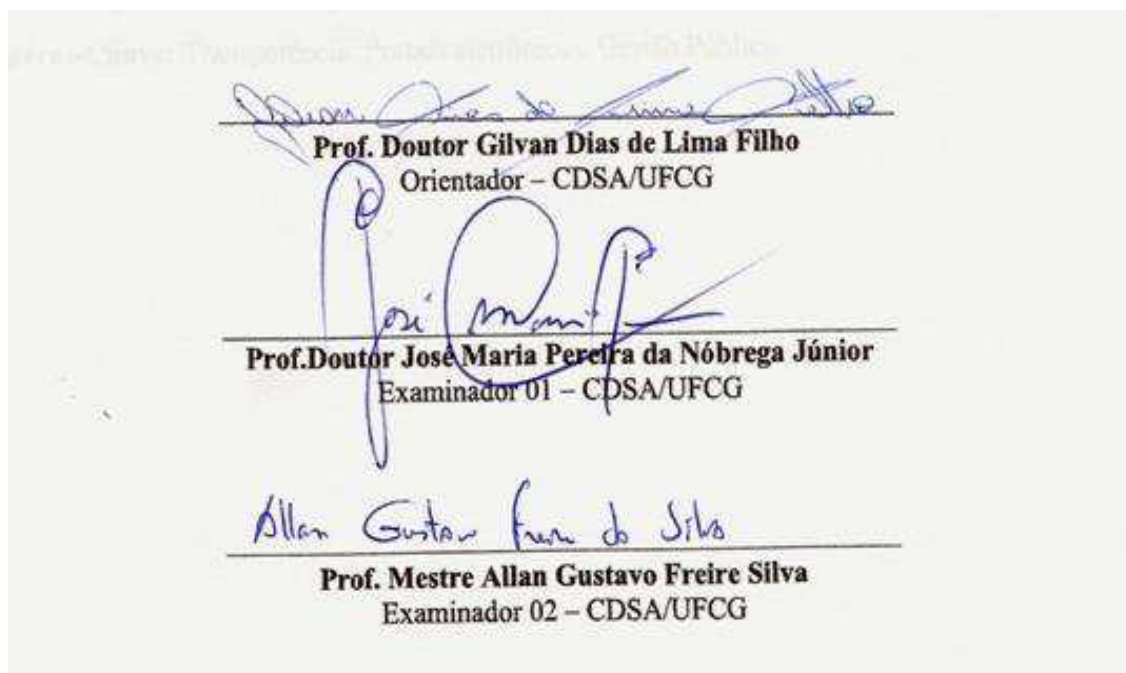 Prof. Doutor Gilvan Dias de Lima Filho
Orientador – CDSA/UFCG
José
Prof.Doutor José Maria Pereira da Nóbrega Júnior
Examinador 01 – CDSA/UFCG
Allan Gustavo Freire da Silva
Prof. Mestre Allan Gustavo Freire Silva
Examinador 02 – CDSA/UFCG